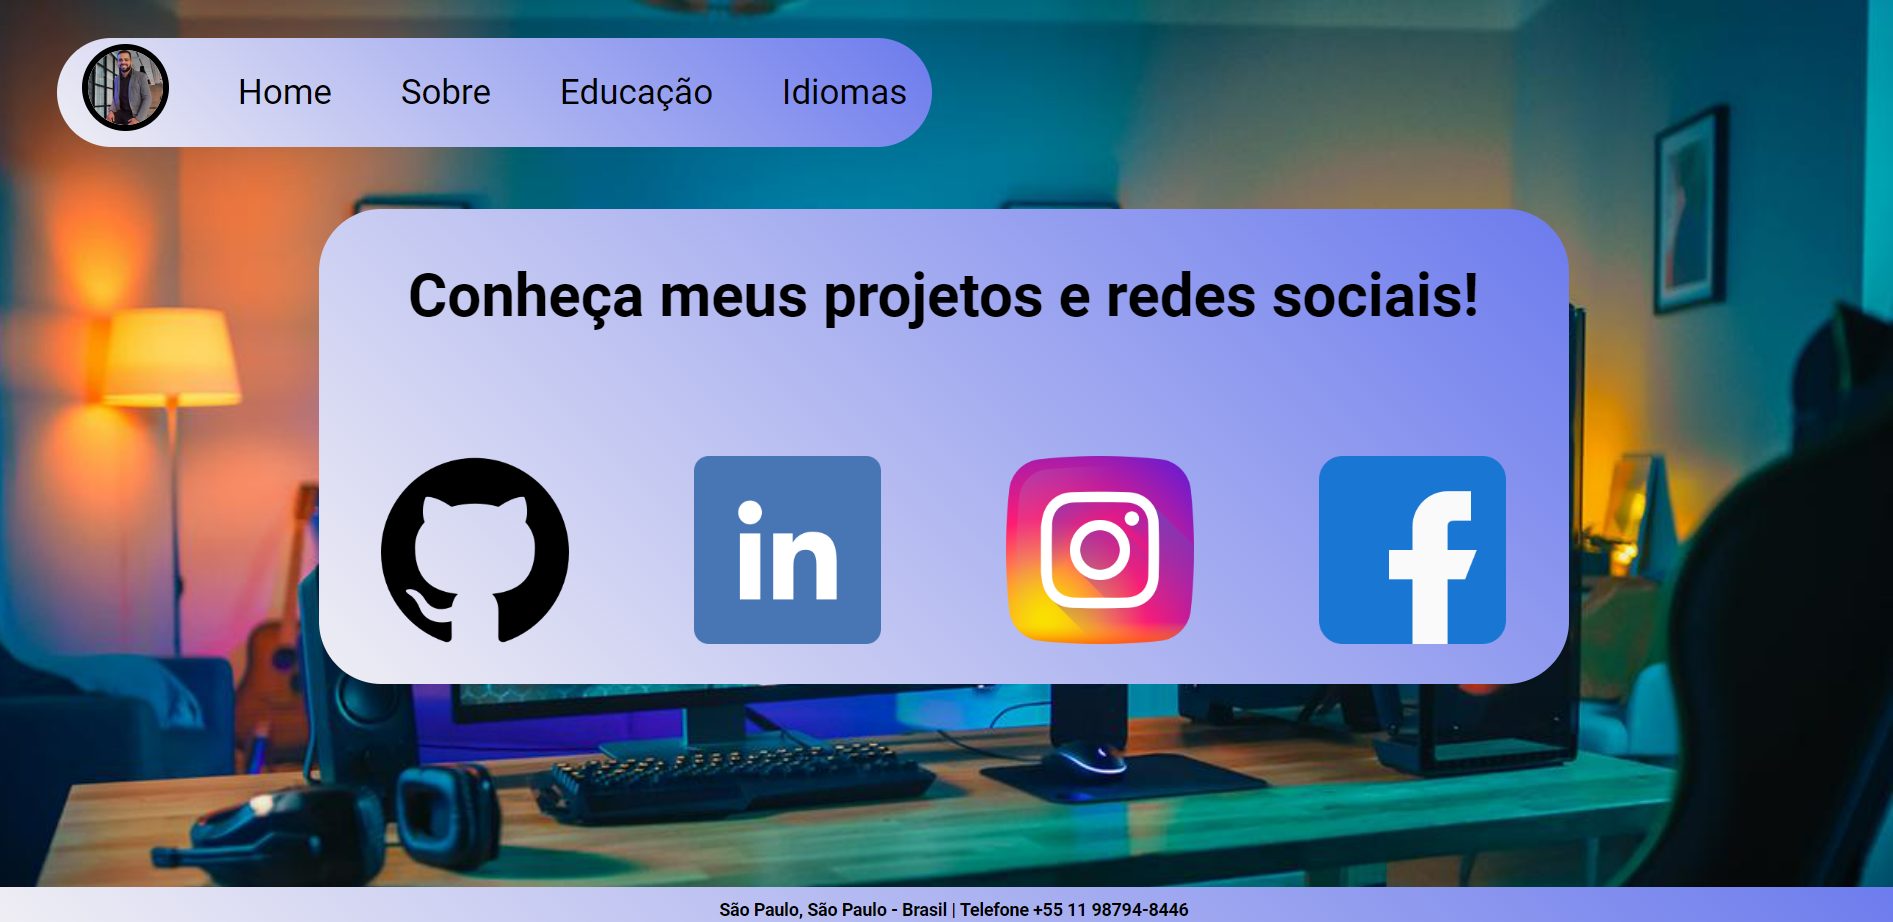 Home Sobre Educação Idiomas
Conheça meus projetos e redes sociais!
in
São Paulo, São Paulo - Brasil | Telefone +55 11 98794-8446